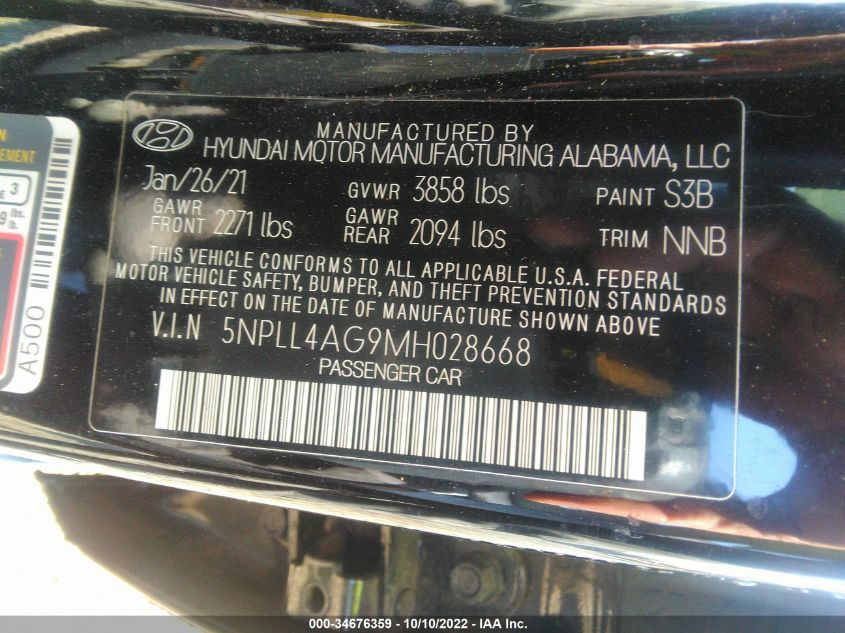 MANUFACTURED BY
HYUNDAI MOTOR MANUFACTURING ALABAMA, LLC
Jan/26/21 GVWR 3858 lbs PAINT S3B
GAWR FRONT 2271 lbs GAWR REAR 2094 lbs TRIM NNB
THIS VEHICLE CONFORMS TO ALL APPLICABLE U.S.A. FEDERAL
MOTOR VEHICLE SAFETY, BUMPER, AND THEFT PREVENTION STANDARDS
IN EFFECT ON THE DATE OF MANUFACTURE SHOWN ABOVE
V.I.N 5NPLL4AG9MH028668
PASSENGER CAR
A500
000-34676359 - 10/10/2022 - IAA Inc.